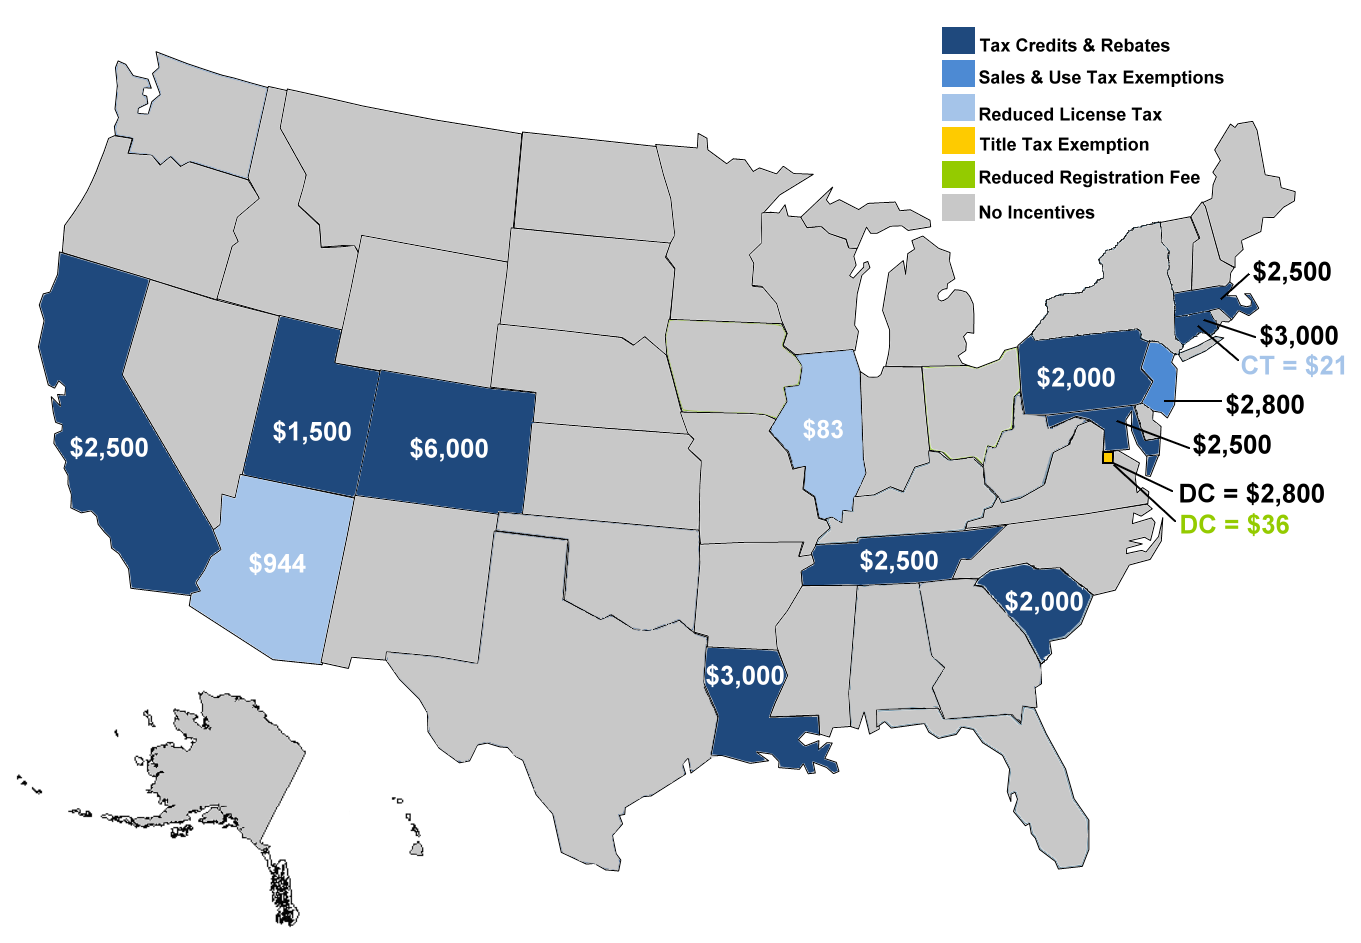 Tax Credits & Rebates
Sales & Use Tax Exemptions
Reduced License Tax
Title Tax Exemption
Reduced Registration Fee
No Incentives
$2,500
$3,000
CT = $21
$2,000
$2,800
$83
$1,500
$2,500
$6,000
$2,500
DC = $2,800
DC = $36
$944
$2,500
$2,000
$3,000